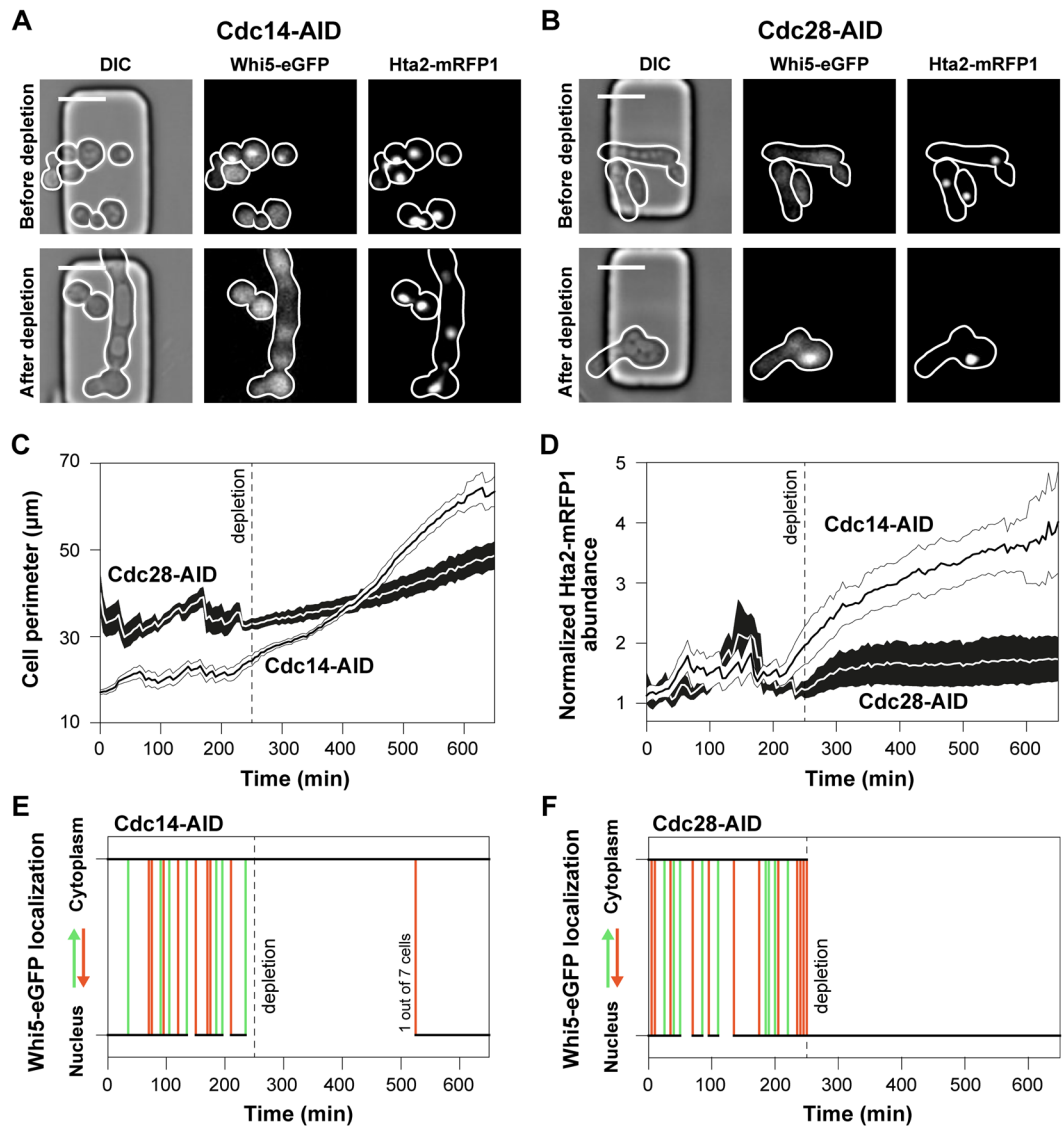 A
Cdc14-AID
DIC
Whi5-eGFP
Hta2-mRFP1
Before depletion
After depletion
B
Cdc28-AID
DIC
Whi5-eGFP
Hta2-mRFP1
Before depletion
After depletion
C
Cell perimeter (µm)
70
50
30
10
depletion
Cdc28-AID
Cdc14-AID
0 100 200 300 400 500 600
Time (min)
D
Normalized Hta2-mRFP1
abundance
5
4
3
2
1
depletion
Cdc14-AID
Cdc28-AID
0 100 200 300 400 500 600
Time (min)
E
Cdc14-AID
Whi5-eGFP localization
Cytoplasm
Nucleus
depletion
1 out of 7 cells
0 100 200 300 400 500 600
Time (min)
F
Cdc28-AID
Whi5-eGFP localization
Cytoplasm
Nucleus
depletion
0 100 200 300 400 500 600
Time (min)